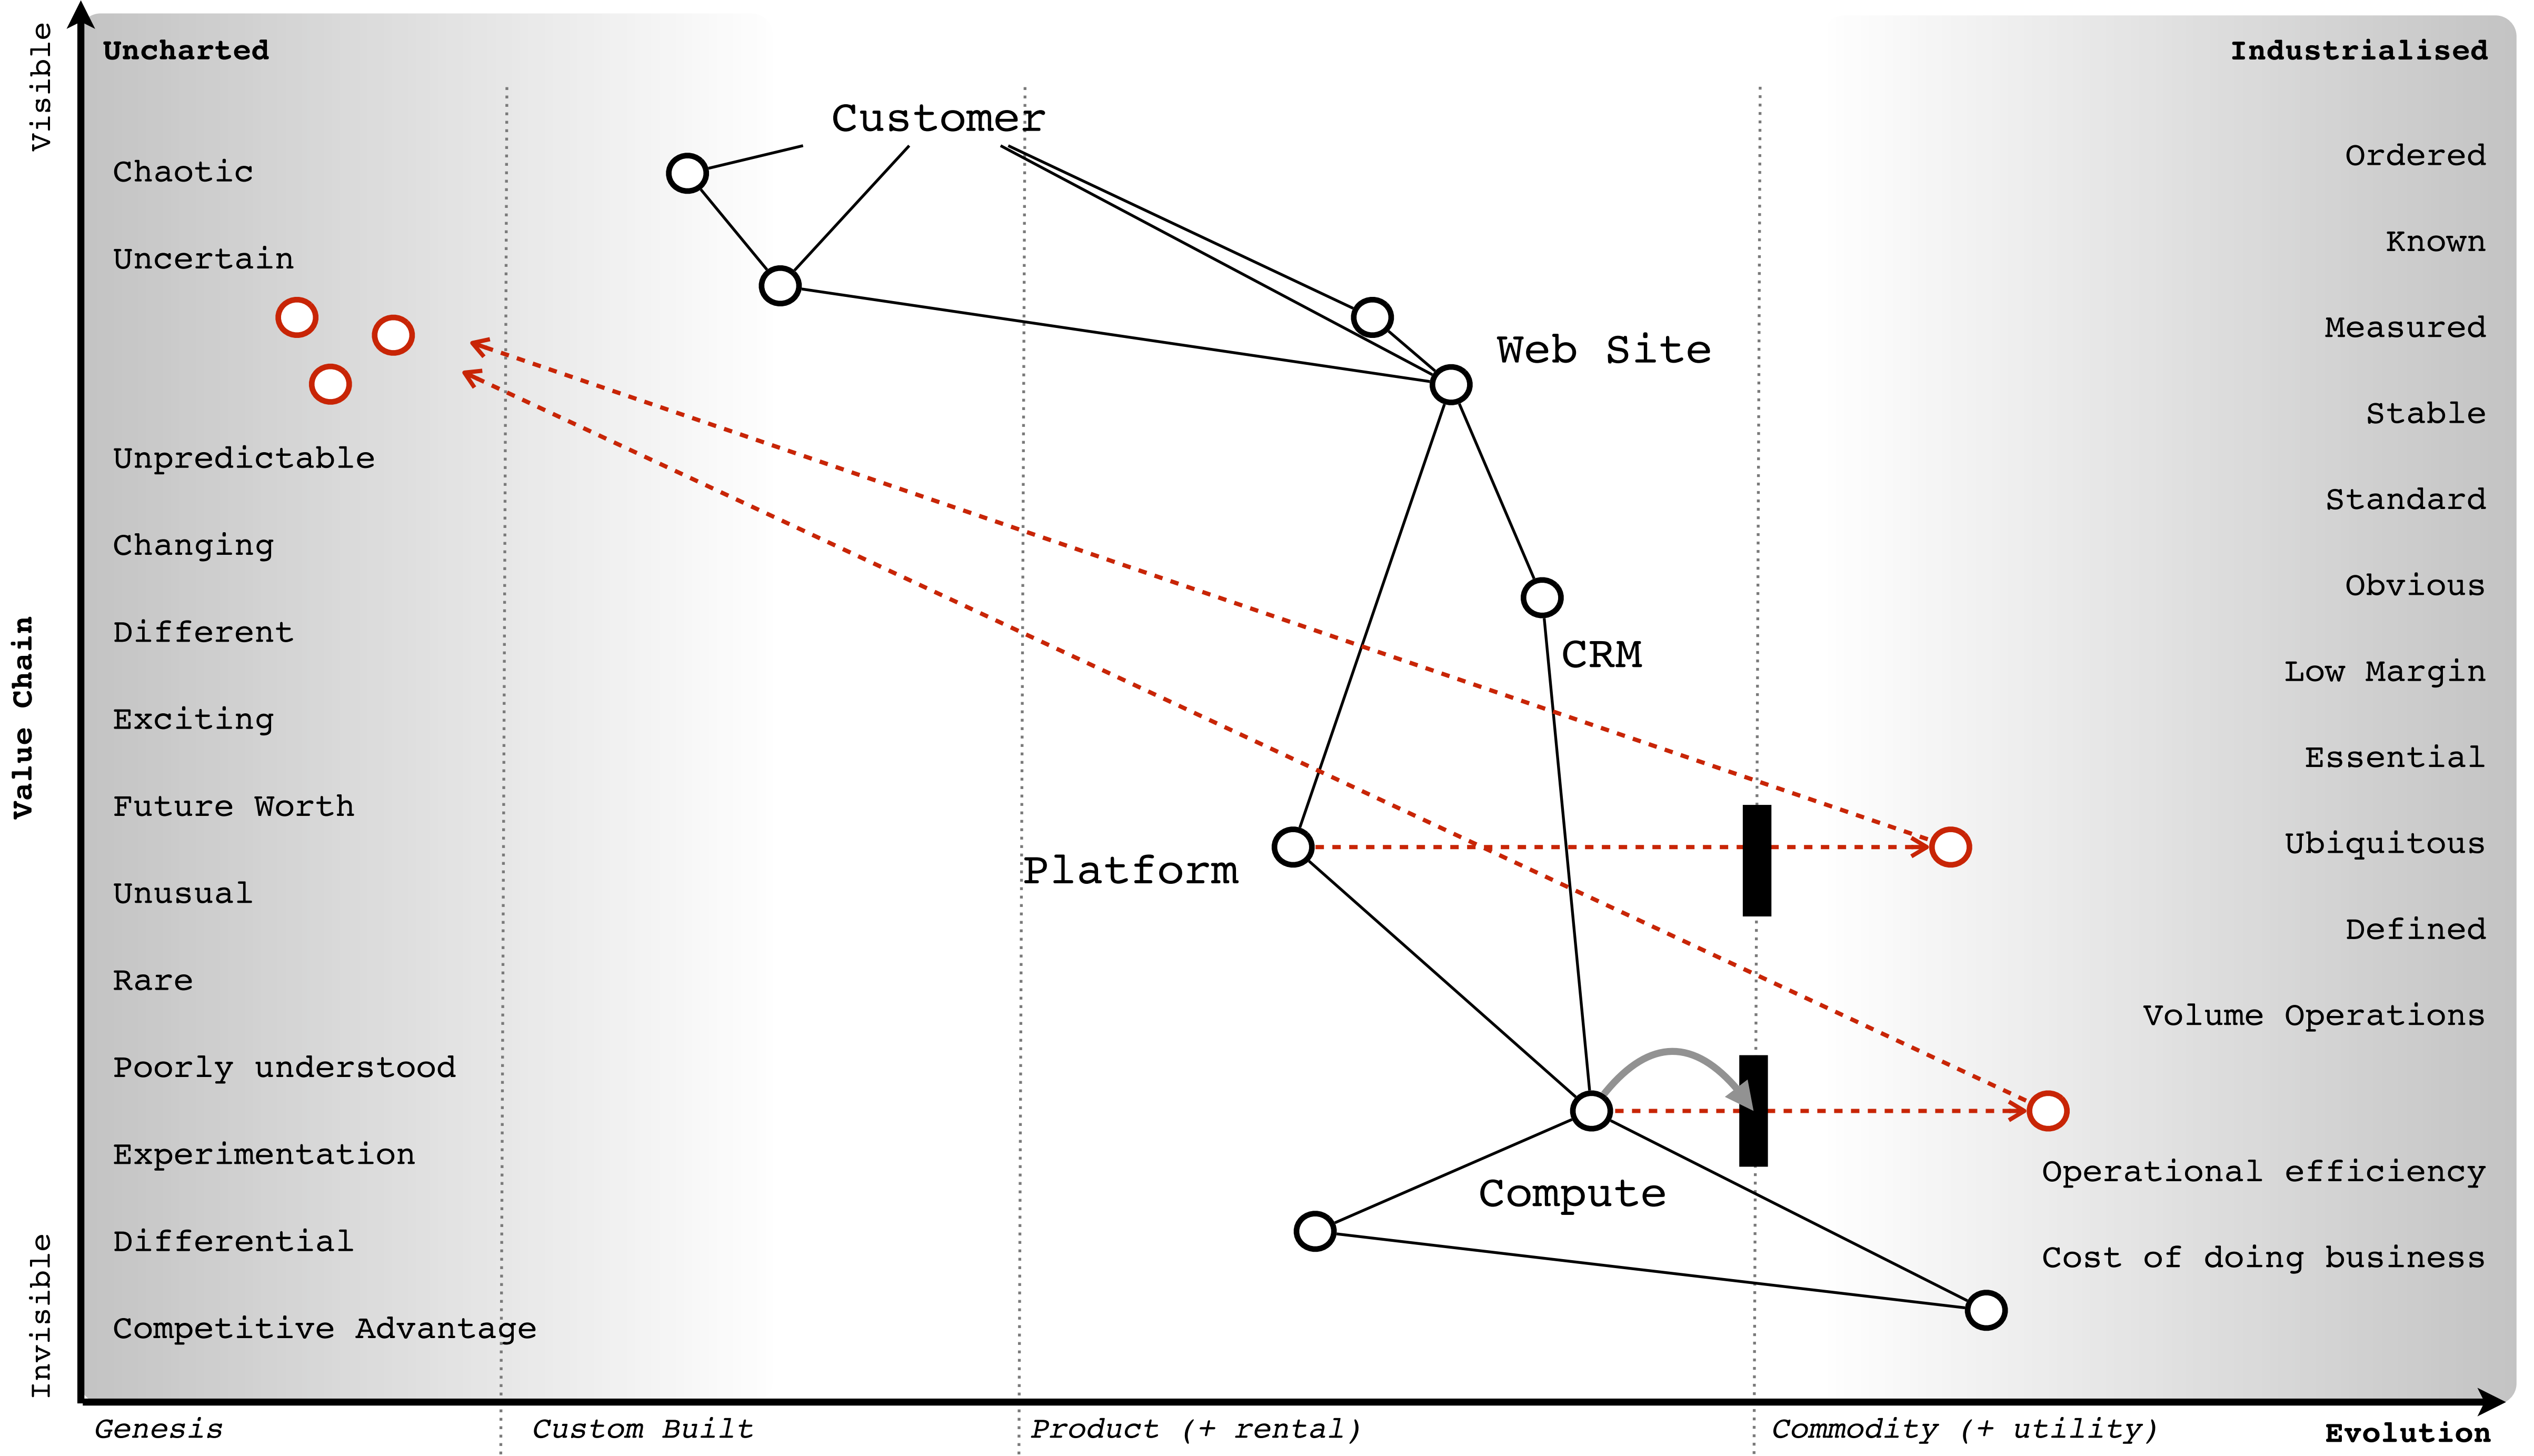 Visible
Uncharted
Industrialised
Customer
Chaotic
Ordered
Uncertain
Known
Measured
Web Site
Stable
Unpredictable
Standard
Changing
Obvious
Different
CRM
Low Margin
Value Chain
Exciting
Essential
Future Worth
Ubiquitous
Platform
Unusual
Defined
Rare
Volume Operations
Poorly understood
Experimentation
Operational efficiency
Compute
Differential
Cost of doing business
Invisible
Competitive Advantage
Genesis
Custom Built
Product (+ rental)
Commodity (+ utility)
Evolution